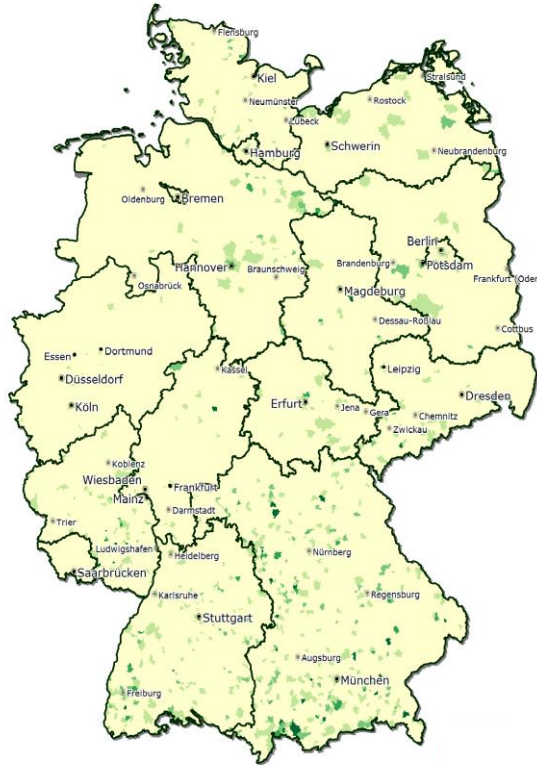 Flensburg
Kiel
Stralsund
Neumünster
Rostock
Lübeck
Schwerin
Hamburg
Neubrandenburg
Oldenburg
Bremen
Berlin
Hannover
Braunschweig
Brandenburg
Potsdam
Osnabrück
Frankfurt (Oder
Magdeburg
Dessau-Roßlau
Cottbus
Essen
Dortmund
Kassel
Leipzig
Düsseldorf
Dresden
Köln
Erfurt
Jena
Gera
Chemnitz
Zwickau
Koblenz
Wiesbaden
Frankfurt
Mainz
Darmstadt
Trier
Ludwigshafen
Heidelberg
Nürnberg
Saarbrücken
Karlsruhe
Regensburg
Stuttgart
Augsburg
München
Freiburg